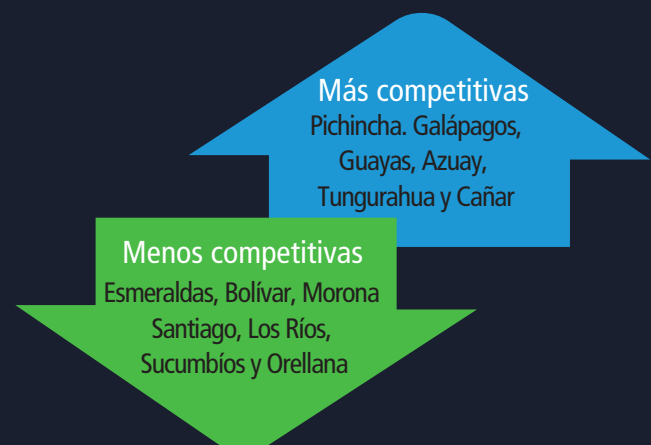 Más competitivas
Pichincha. Galápagos,
Guayas, Azuay,
Tungurahua y Cañar
Menos competitivas
Esmeraldas, Bolívar, Morona
Santiago, Los Ríos,
Sucumbíos y Orellana